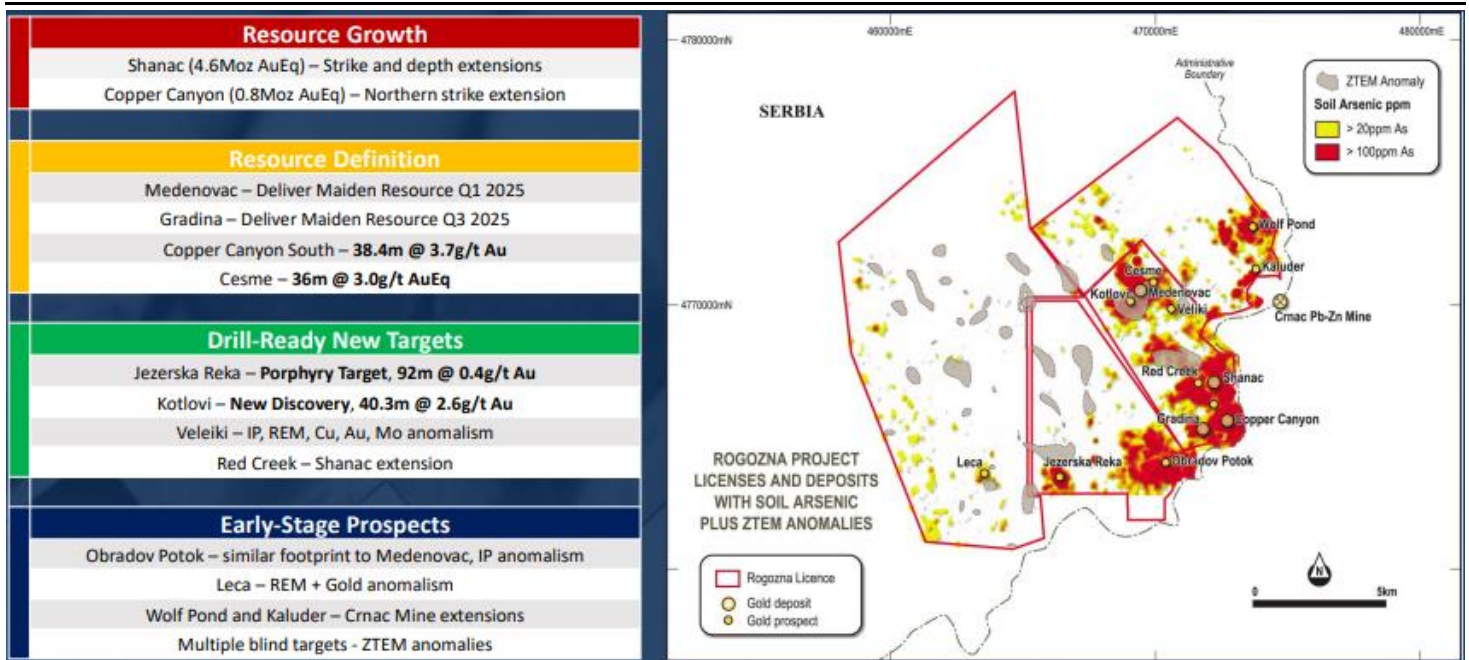 Resource Growth
Shanac (4.6Moz AuEq) – Strike and depth extensions
Copper Canyon (0.8Moz AuEq) – Northern strike extension
Resource Definition
Medenovac – Deliver Maiden Resource Q1 2025
Gradina – Deliver Maiden Resource Q3 2025
Copper Canyon South – 38.4m @ 3.7g/t Au
Cesme – 36m @ 3.0g/t AuEq
Drill-Ready New Targets
Jezerska Reka – Porphyry Target, 92m @ 0.4g/t Au
Kotlovi – New Discovery, 40.3m @ 2.6g/t Au
Veleiki – IP, REM, Cu, Au, Mo anomalism
Red Creek – Shanac extension
Early-Stage Prospects
Obradov Potok – similar footprint to Medenovac, IP anomalism
Leca – REM + Gold anomalism
Wolf Pond and Kaluder – Crnac Mine extensions
Multiple blind targets - ZTEM anomalies
460000mE
470000mE
480000mE
4780000mN
Administrative
Boundary
SERBIA
ZTEM Anomaly
Soil Arsenic ppm
> 20ppm As
> 100ppm As
Wolf Pond
Kaluder
Cesme
Kotlovi
Medenovac
Veliki
4770000mN
Crnac Pb-Zn Mine
Red Creek
Shanac
Gradina
Copper Canyon
Leca
Jezerska Reka
Obradov Potok
ROGOZNA PROJECT
LICENSES AND DEPOSITS
WITH SOIL ARSENIC
PLUS ZTEM ANOMALIES
Rogozna Licence
Gold deposit
Gold prospect
N
0
5km